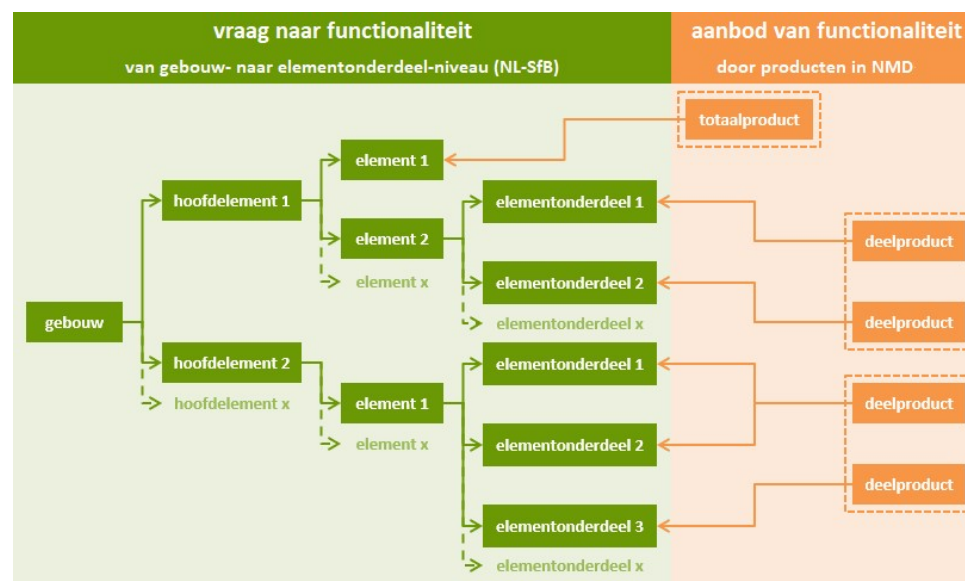 vraag naar functionaliteit
van gebouw- naar elementonderdeel-niveau (NL-SfB)
aanbod van functionaliteit
door producten in NMD
totaalproduct
element 1
hoofdelement 1
elementonderdeel 1
element 2
deelproduct
element x
elementonderdeel 2
gebouw
elementonderdeel x
deelproduct
hoofdelement 2
elementonderdeel 1
hoofdelement x
element 1
deelproduct
element x
elementonderdeel 2
deelproduct
elementonderdeel 3
elementonderdeel x